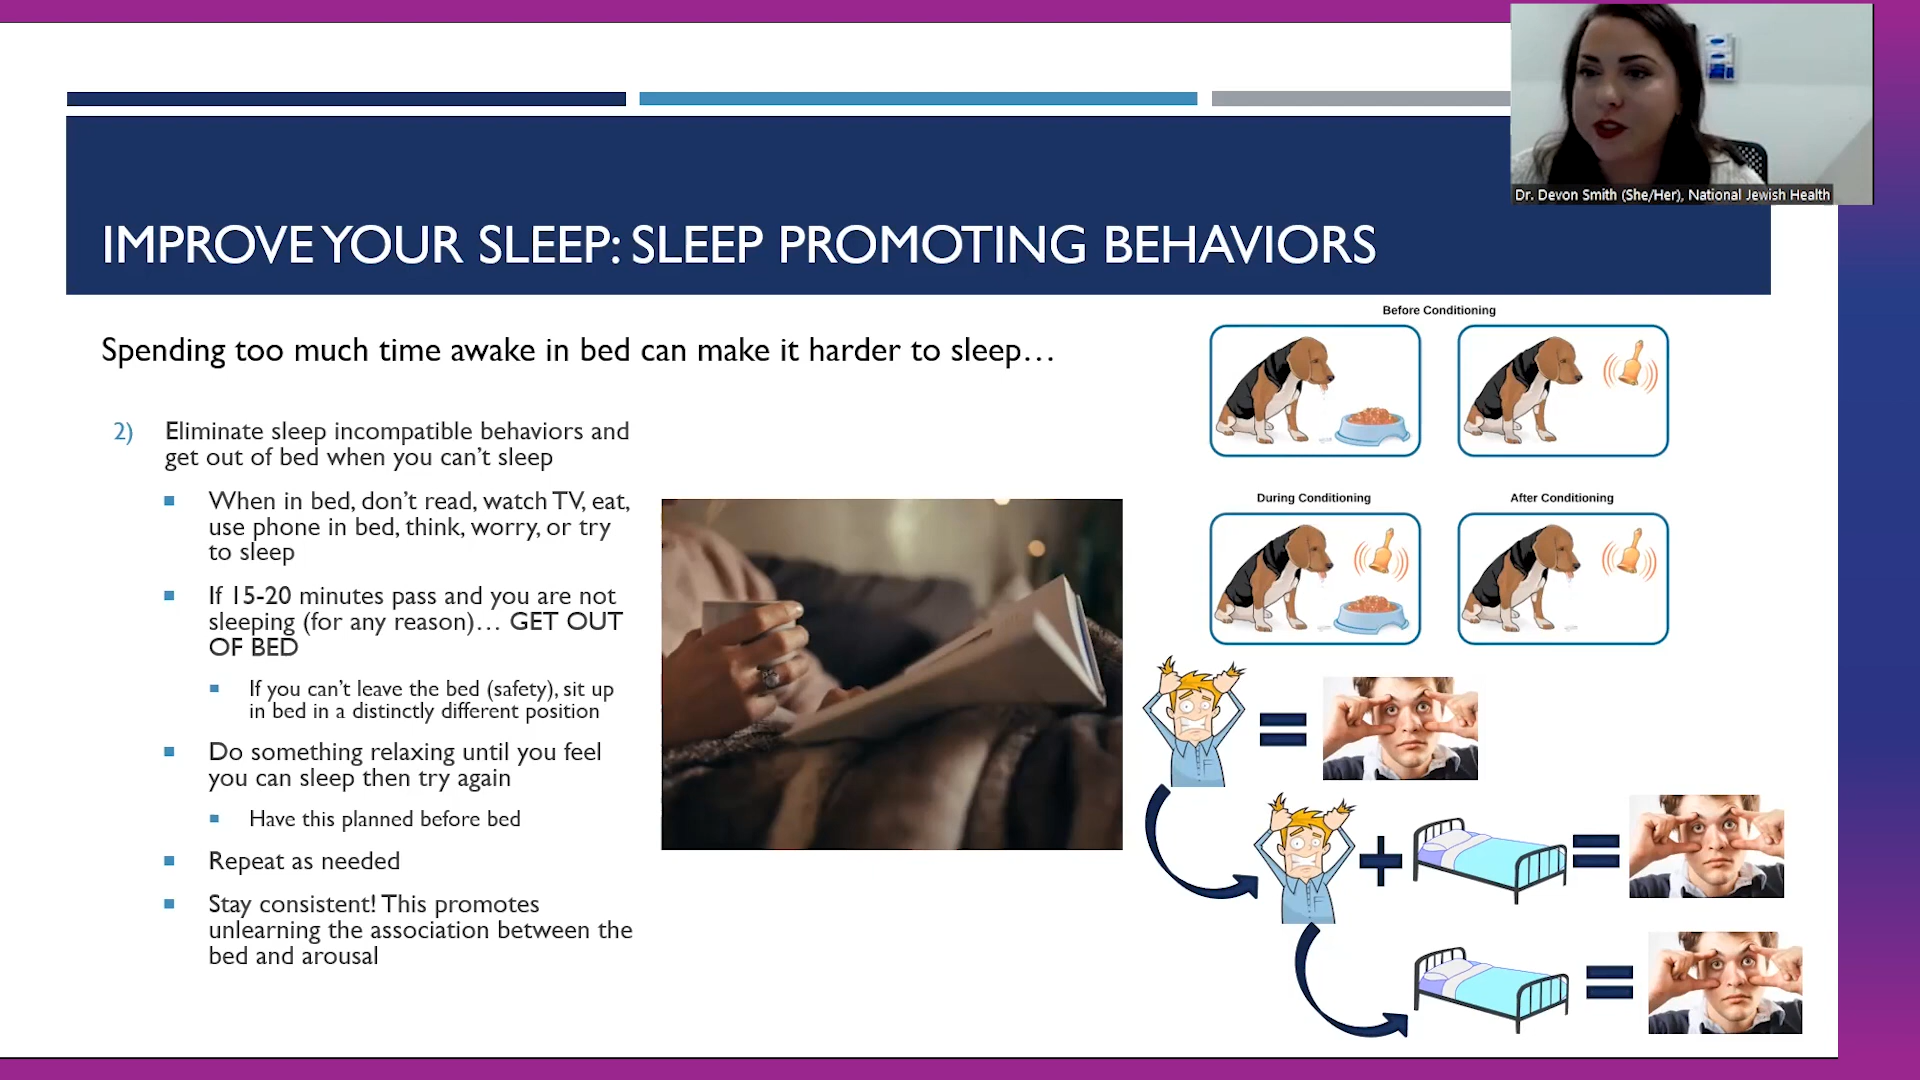 Dr. Devon Smith (She/Her), National Jewish Health
IMPROVE YOUR SLEEP: SLEEP PROMOTING BEHAVIORS
Spending too much time awake in bed can make it harder to sleep…
2) Eliminate sleep incompatible behaviors and
get out of bed when you can’t sleep
When in bed, don’t read, watch TV, eat,
use phone in bed, think, worry, or try
to sleep
If 15-20 minutes pass and you are not
sleeping (for any reason)… GET OUT
OF BED
If you can’t leave the bed (safety), sit up
in bed in a distinctly different position
Do something relaxing until you feel
you can sleep then try again
Have this planned before bed
Repeat as needed
Stay consistent! This promotes
unlearning the association between the
bed and arousal
Before Conditioning
During Conditioning
After Conditioning